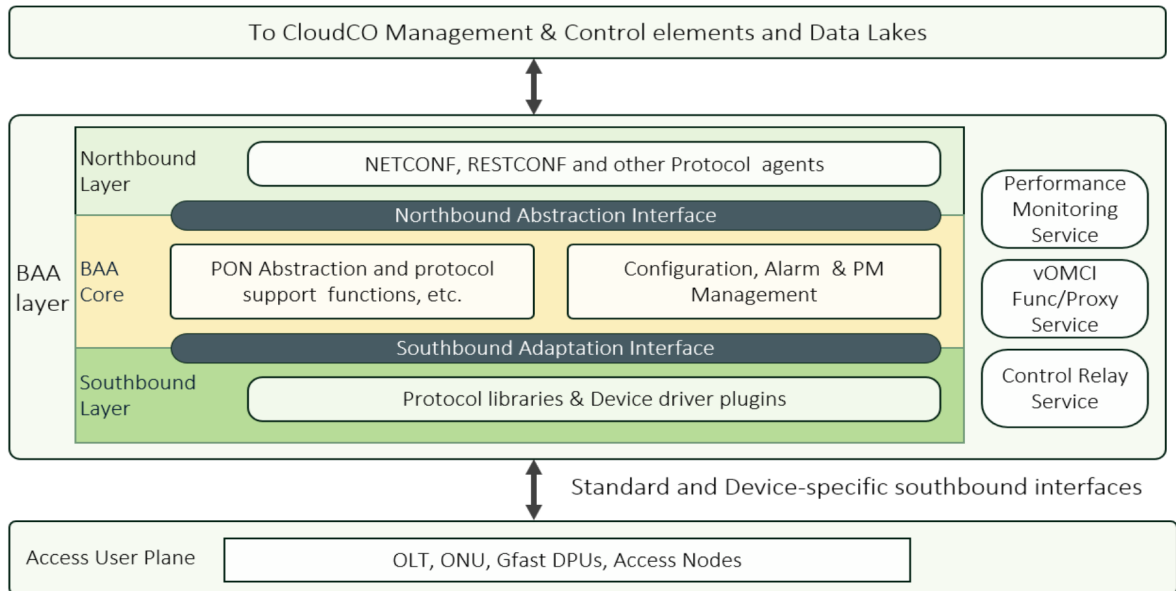 To CloudCO Management & Control elements and Data Lakes
Northbound
Layer
NETCONF, RESTCONF and other Protocol agents
Northbound Abstraction Interface
BAA
layer
BAA
Core
PON Abstraction and protocol
support functions, etc.
Configuration, Alarm & PM
Management
Southbound Adaptation Interface
Southbound
Layer
Protocol libraries & Device driver plugins
Performance
Monitoring
Service
vOMCI
Func/Proxy
Service
Control Relay
Service
Standard and Device-specific southbound interfaces
Access User Plane
OLT, ONU, Gfast DPUs, Access Nodes